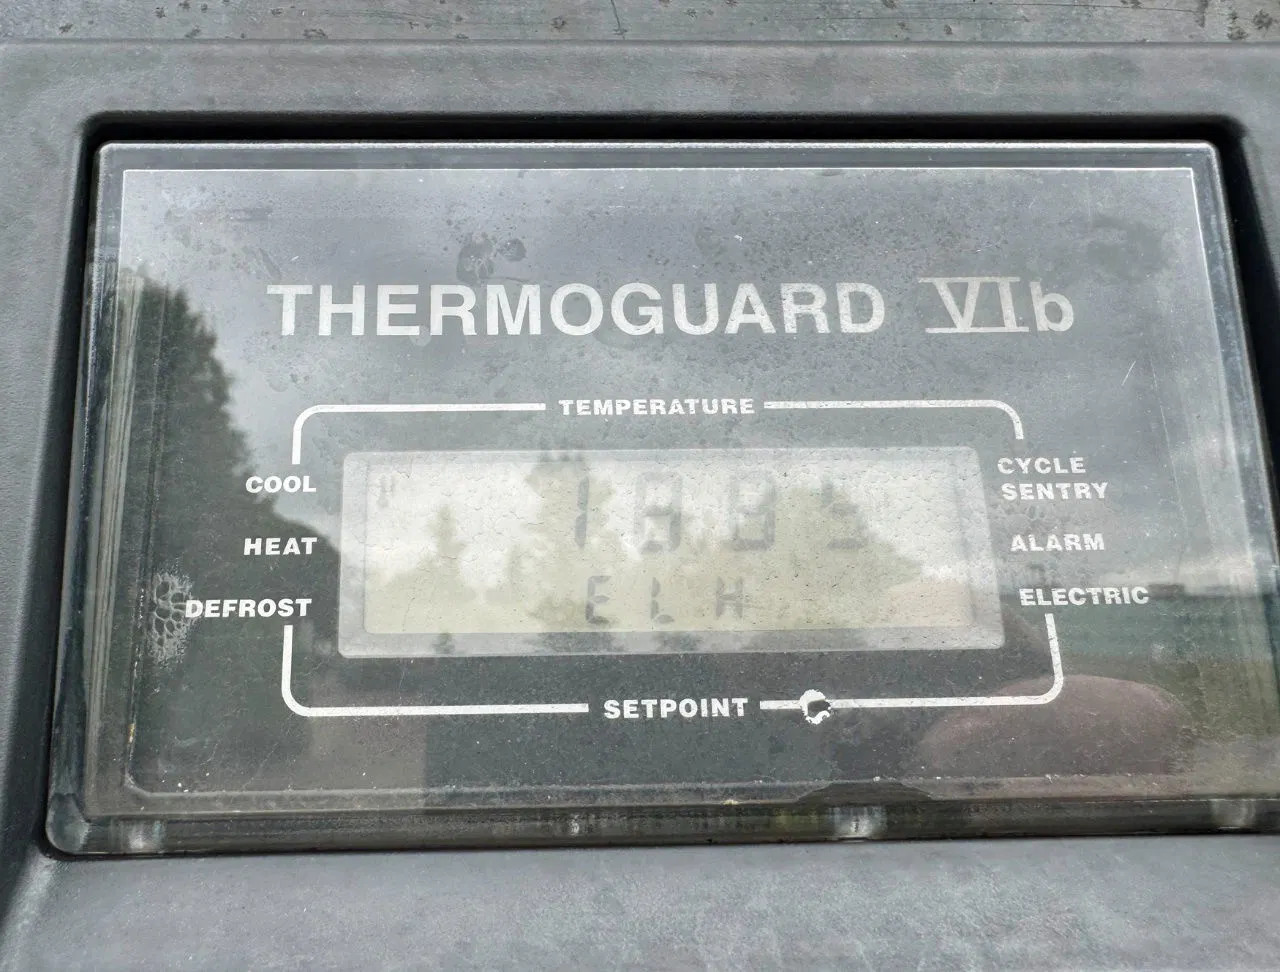 THERMOGUARD VIb
TEMPERATURE
COOL
CYCLE
SENTRY
HEAT
ALARM
DEFROST
ELECTRIC
SETPOINT